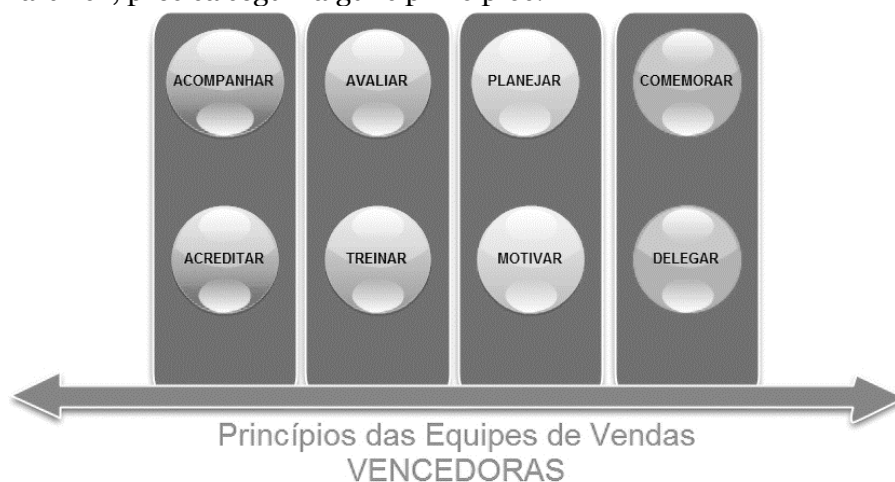 ACOMPANHAR AVALIAR PLANEJAR COMEMORAR
ACREDITAR TREINAR MOTIVAR DELEGAR
Princípios das Equipes de Vendas
VENCEDORAS